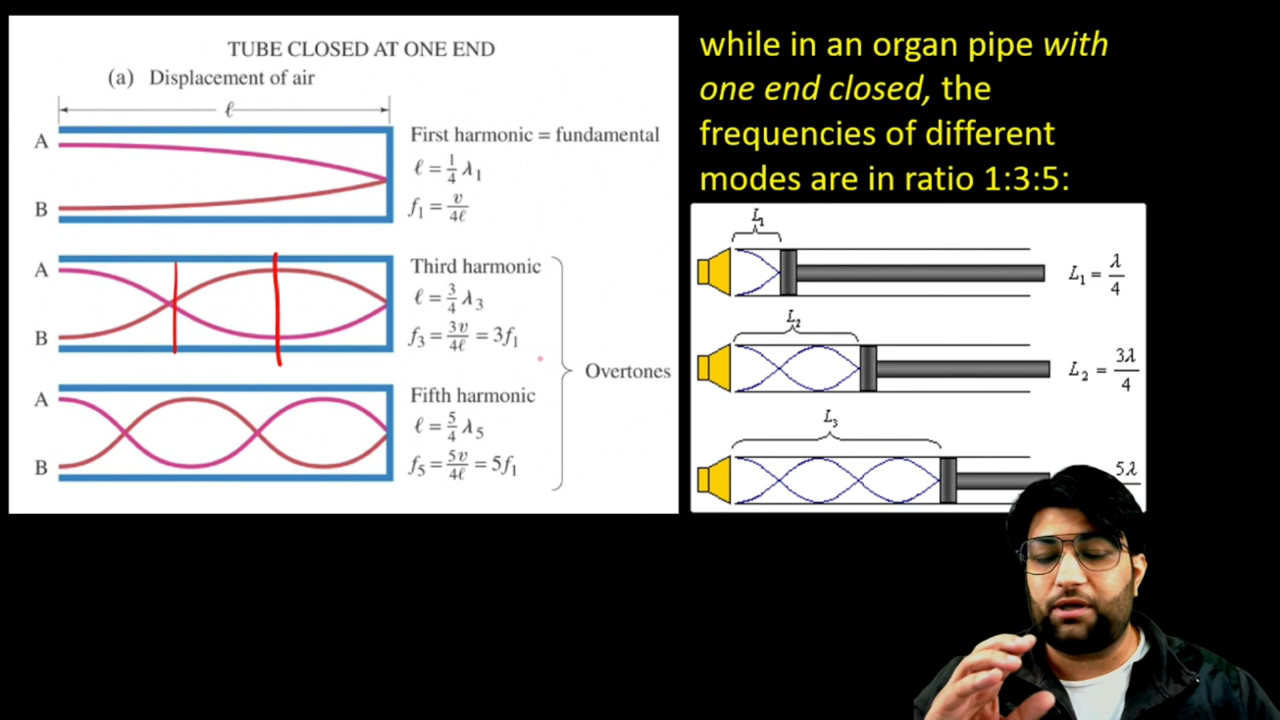 TUBE CLOSED AT ONE END
(a) Displacement of air
ℓ
A
B
First harmonic = fundamental
ℓ = 1/4 λ₁
f₁ = v/4ℓ
A
B
Third harmonic
ℓ = 3/4 λ₃
f₃ = 3v/4ℓ = 3f₁
A
B
Fifth harmonic
ℓ = 5/4 λ₅
f₅ = 5v/4ℓ = 5f₁
Overtones
while in an organ pipe with
one end closed, the
frequencies of different
modes are in ratio 1:3:5:
L₁
L₁ = λ/4
L₂
L₂ = 3λ/4
L₃
5λ